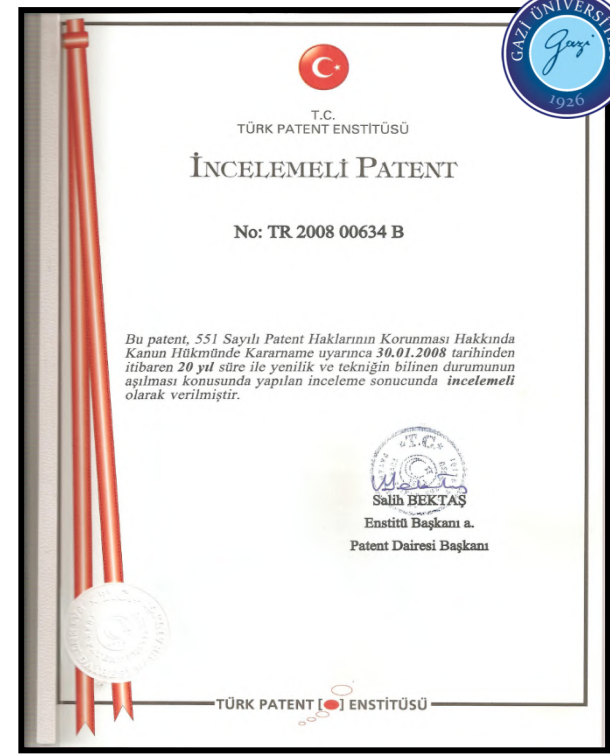 GAZİ ÜNİVERSİTE
Gazi
1926
T.C.
TÜRK PATENT ENSTİTÜSÜ
İNCELEMELİ PATENT
No: TR 2008 00634 B
Bu patent, 551 Sayılı Patent Haklarının Korunması Hakkında
Kanun Hükmünde Kararname uyarınca 30.01.2008 tarihinden
itibaren 20 yıl süre ile yenilik ve tekniğin bilinen durumunun
aşılması konusunda yapılan inceleme sonucunda incelemeli
olarak verilmiştir.
T.C.
Salih BEKTAŞ
Enstitü Başkanı a.
Patent Dairesi Başkanı
TÜRK PATENT [ ] ENSTİTÜSÜ